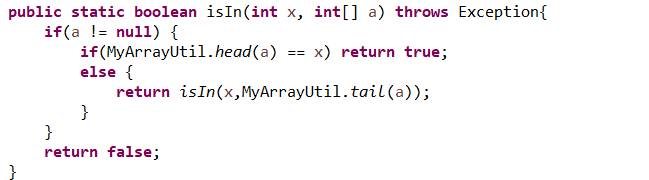 public static boolean isIn(int x, int[] a) throws Exception{
    if(a != null) {
        if(MyArrayUtil.head(a) == x) return true;
        else {
            return isIn(x,MyArrayUtil.tail(a));
        }
    }
    return false;
}